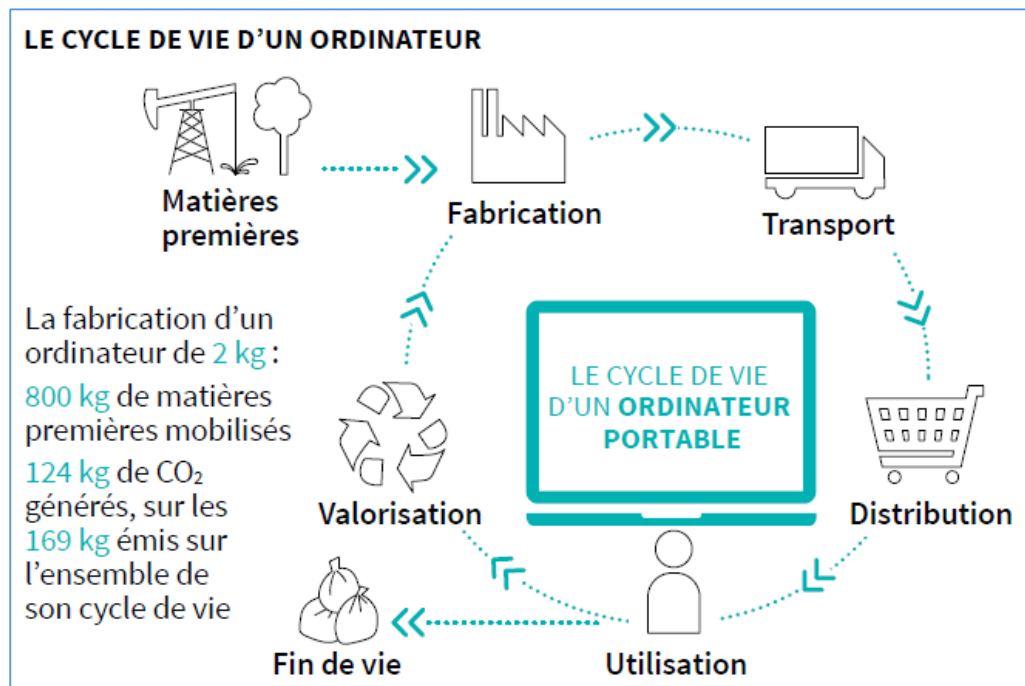 LE CYCLE DE VIE D’UN ORDINATEUR
Matières
premières
Fabrication
Transport
La fabrication d’un
ordinateur de 2 kg :
800 kg de matières
premières mobilisés
124 kg de CO₂
générés, sur les
169 kg émis sur
l’ensemble de
son cycle de vie
LE CYCLE DE VIE
D’UN ORDINATEUR
PORTABLE
Valorisation
Distribution
Fin de vie
Utilisation